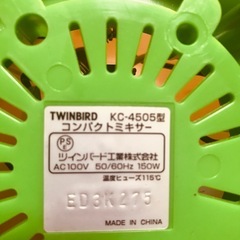 TWINBIRD KC-4505型
コンパクトミキサー
PSE
ツインバード工業株式会社
AC100V 50/60Hz 150W
温度ヒューズ115℃
ED3K275
MADE IN CHINA